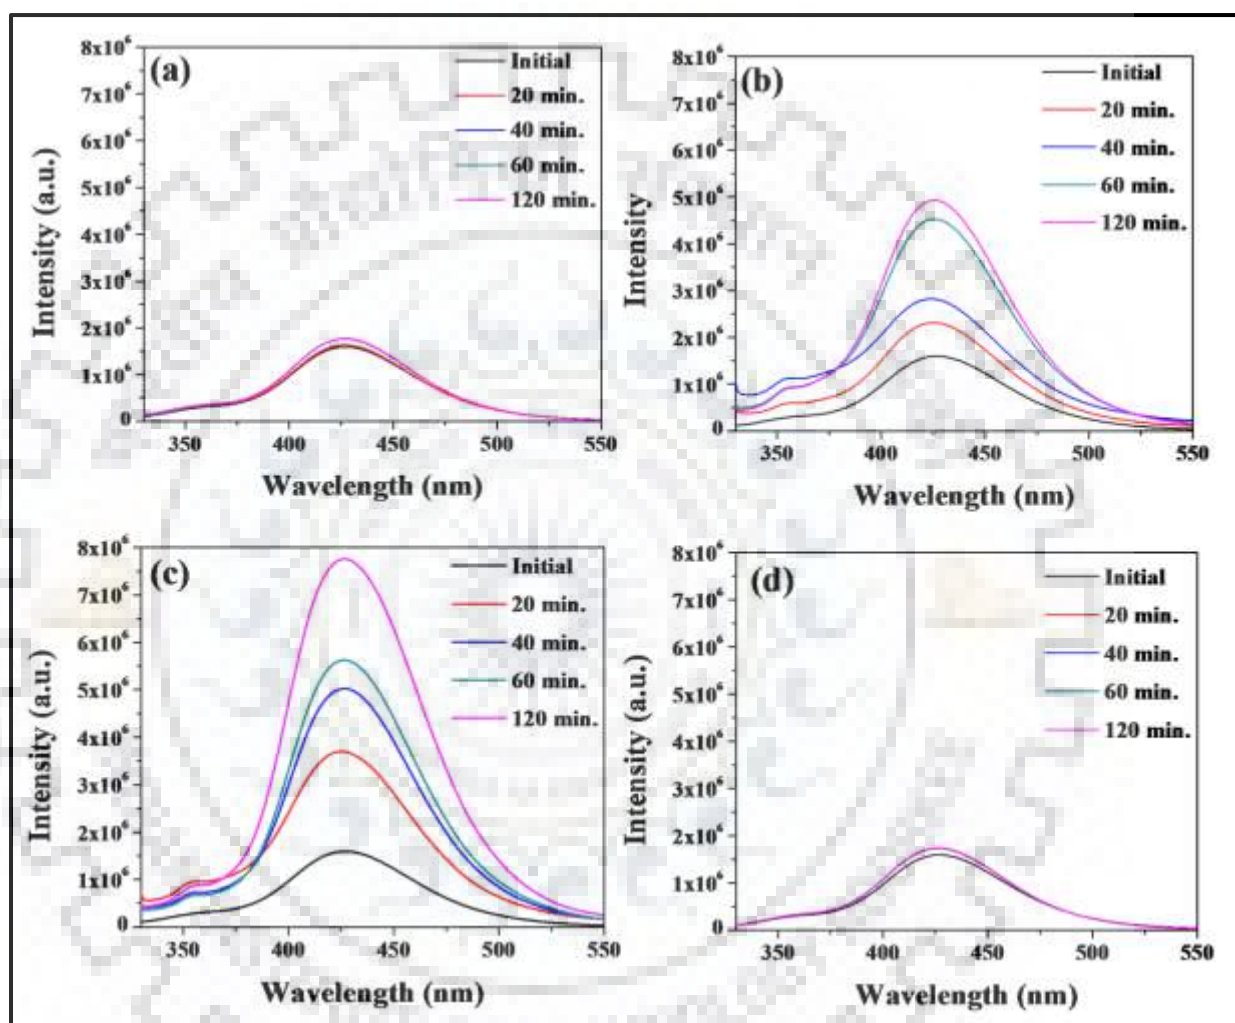 (a)
Initial
20 min.
40 min.
60 min.
120 min.
8x10⁶
7x10⁶
6x10⁶
5x10⁶
4x10⁶
3x10⁶
2x10⁶
1x10⁶
0
Intensity (a.u.)
350 400 450 500 550
Wavelength (nm)
(b)
Initial
20 min.
40 min.
60 min.
120 min.
8x10⁶
7x10⁶
6x10⁶
5x10⁶
4x10⁶
3x10⁶
2x10⁶
1x10⁶
0
Intensity
350 400 450 500 550
Wavelength (nm)
(c)
Initial
20 min.
40 min.
60 min.
120 min.
8x10⁶
7x10⁶
6x10⁶
5x10⁶
4x10⁶
3x10⁶
2x10⁶
1x10⁶
0
Intensity (a.u.)
350 400 450 500 550
Wavelength (nm)
(d)
Initial
20 min.
40 min.
60 min.
120 min.
8x10⁶
7x10⁶
6x10⁶
5x10⁶
4x10⁶
3x10⁶
2x10⁶
1x10⁶
0
Intensity (a.u.)
350 400 450 500 550
Wavelength (nm)